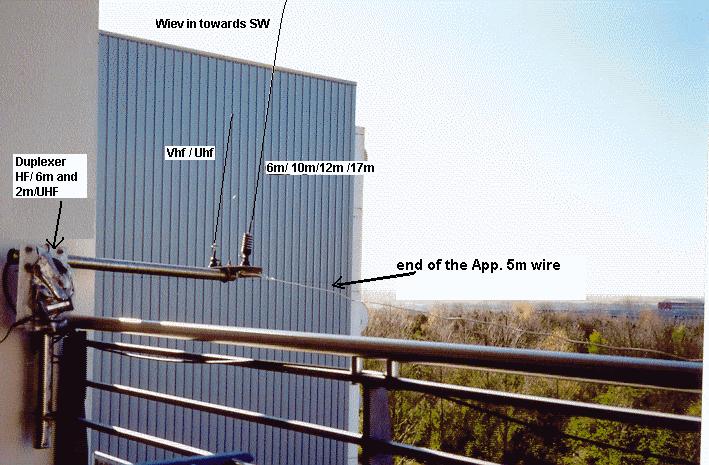 Wiev in towards SW
Vhf / Uhf
6m/ 10m/12m /17m
Duplexer
HF/ 6m and
2m/UHF
end of the App. 5m wire